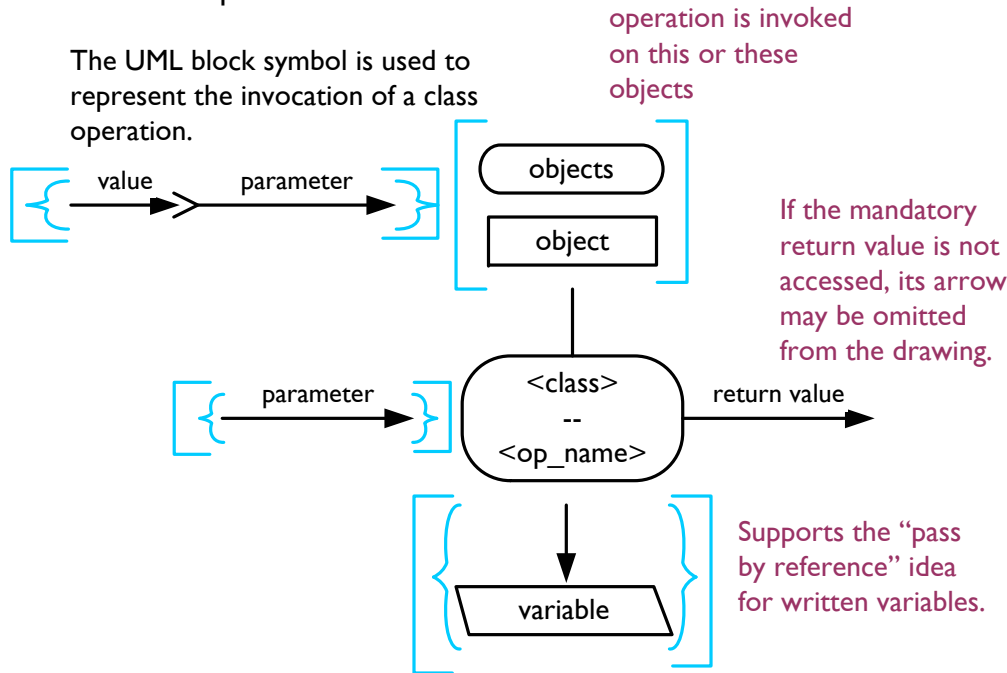 operation is invoked
on this or these
objects
The UML block symbol is used to
represent the invocation of a class
operation.
value
parameter
objects
object
If the mandatory
return value is not
accessed, its arrow
may be omitted
from the drawing.
parameter
<class>
--
<op_name>
return value
Supports the “pass
by reference” idea
for written variables.
variable